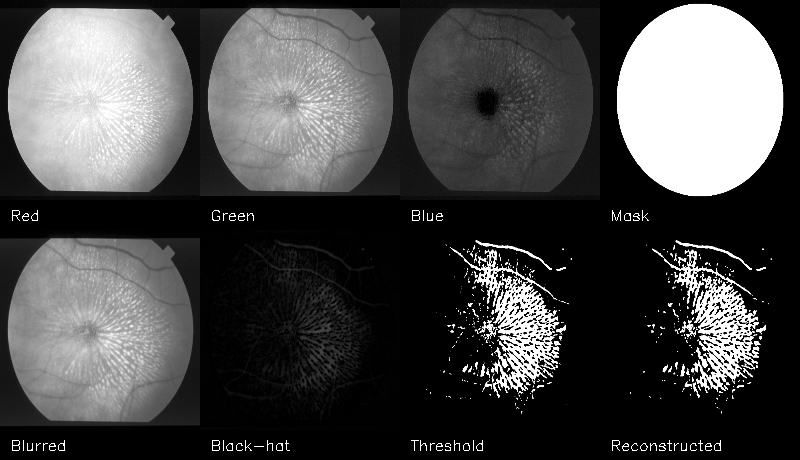 Red
Green
Blue
Mask
Blurred
Black-hat
Threshold
Reconstructed